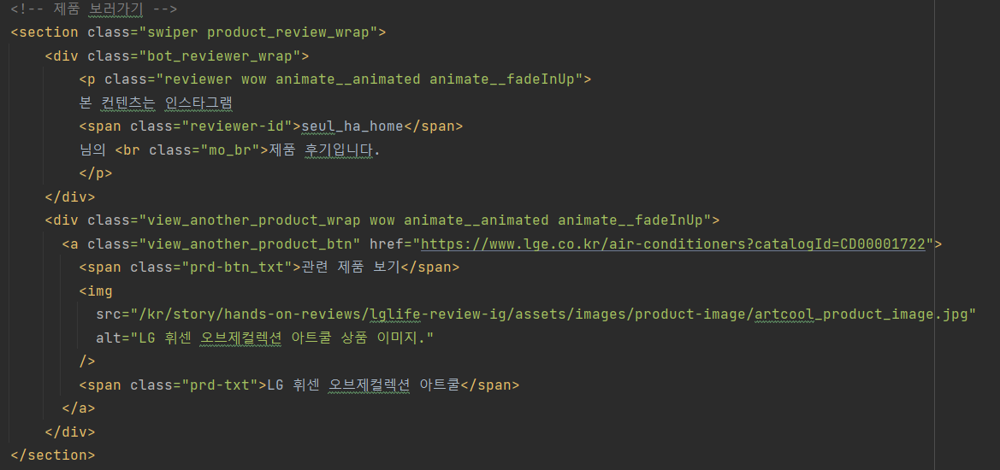 <!-- 제품 보러가기 -->
<section class="swiper product_review_wrap">
<div class="bot_reviewer_wrap">
<p class="reviewer wow animate__animated animate__fadeInUp">
본 컨텐츠는 인스타그램
<span class="reviewer-id">seul_ha_home</span>
님의 <br class="mo_br">제품 후기입니다.
</p>
</div>
<div class="view_another_product_wrap wow animate__animated animate__fadeInUp">
<a class="view_another_product_btn" href="https://www.lge.co.kr/air-conditioners?catalogId=CD00001722">
<span class="prd-btn_txt">관련 제품 보기</span>
<img
src="/kr/story/hands-on-reviews/lglife-review-ig/assets/images/product-image/artcool_product_image.jpg"
alt="LG 휘센 오브제컬렉션 아트쿨 상품 이미지."
/>
<span class="prd-txt">LG 휘센 오브제컬렉션 아트쿨</span>
</a>
</div>
</section>